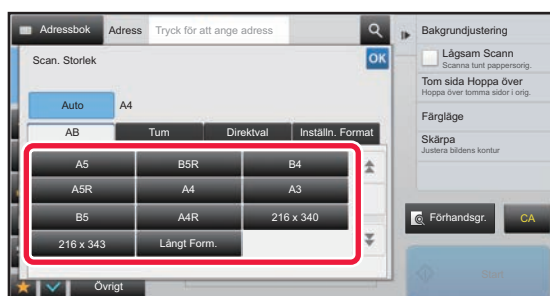 Adressbok Adress Tryck för att ange adress
Scan. Storlek OK
Auto A4
AB Tum Direktval Inställn. Format
A5 B5R B4
A5R A4 A3
B5 A4R 216 x 340
216 x 343 Långt Form.
Övrigt
Bakgrundjustering
Lågsam Scann
Scanna tunt pappersorig.
Tom sida Hoppa över
Hoppa över tomma sidor i orig.
Färgläge
Skärpa
Justera bildens kontur
Förhandsgr. CA
Start